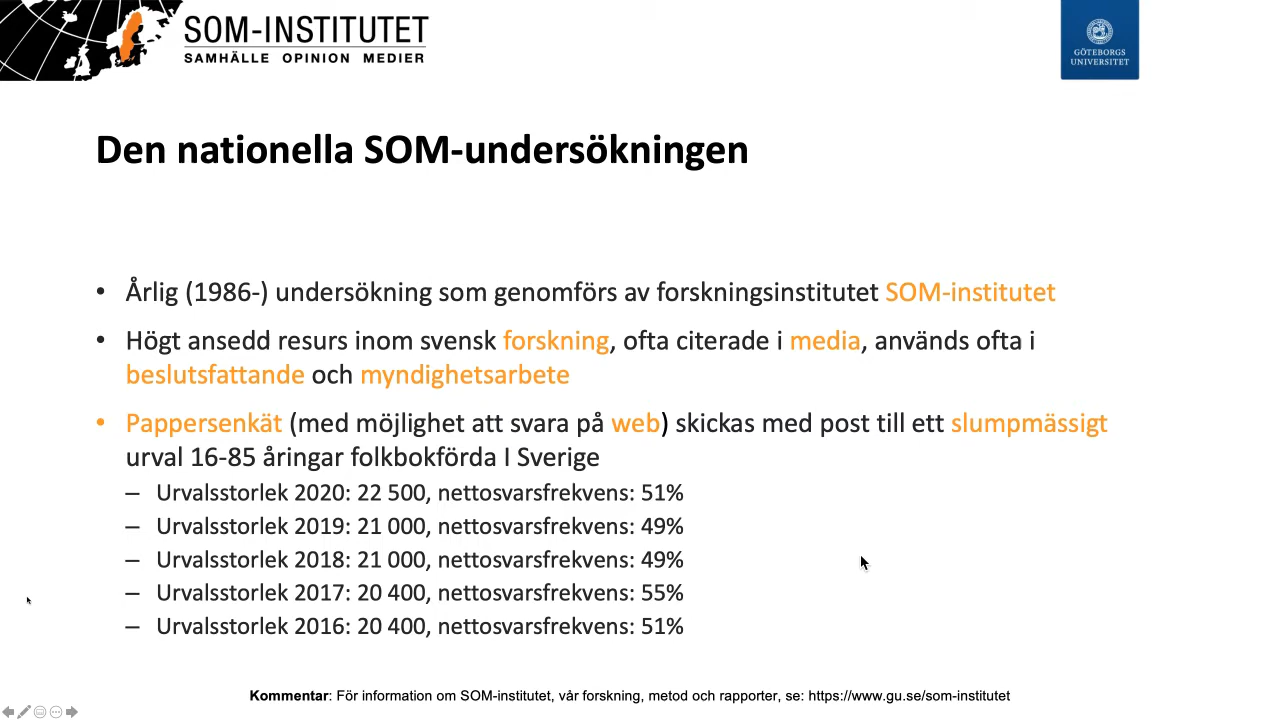 SOM-INSTITUTET
SAMHÄLLE OPINION MEDIER
GÖTEBORGS
UNIVERSITET
Den nationella SOM-undersökningen
• Årlig (1986-) undersökning som genomförs av forskningsinstitutet SOM-institutet
• Högt ansedd resurs inom svensk forskning, ofta citerade i media, används ofta i
beslutsfattande och myndighetsarbete
• Pappersenkät (med möjlighet att svara på web) skickas med post till ett slumpmässigt
urval 16-85 åringar folkbokförda I Sverige
– Urvalsstorlek 2020: 22 500, nettosvarsfrekvens: 51%
– Urvalsstorlek 2019: 21 000, nettosvarsfrekvens: 49%
– Urvalsstorlek 2018: 21 000, nettosvarsfrekvens: 49%
– Urvalsstorlek 2017: 20 400, nettosvarsfrekvens: 55%
– Urvalsstorlek 2016: 20 400, nettosvarsfrekvens: 51%
Kommentar: För information om SOM-institutet, vår forskning, metod och rapporter, se: https://www.gu.se/som-institutet